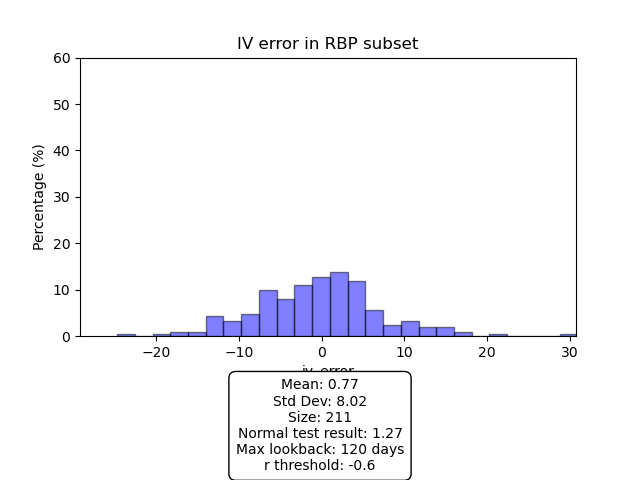 IV error in RBP subset
60
50
40
30
20
10
0
Percentage (%)
−20
−10
0
10
20
30
iv_error
Mean: 0.77
Std Dev: 8.02
Size: 211
Normal test result: 1.27
Max lookback: 120 days
r threshold: -0.6